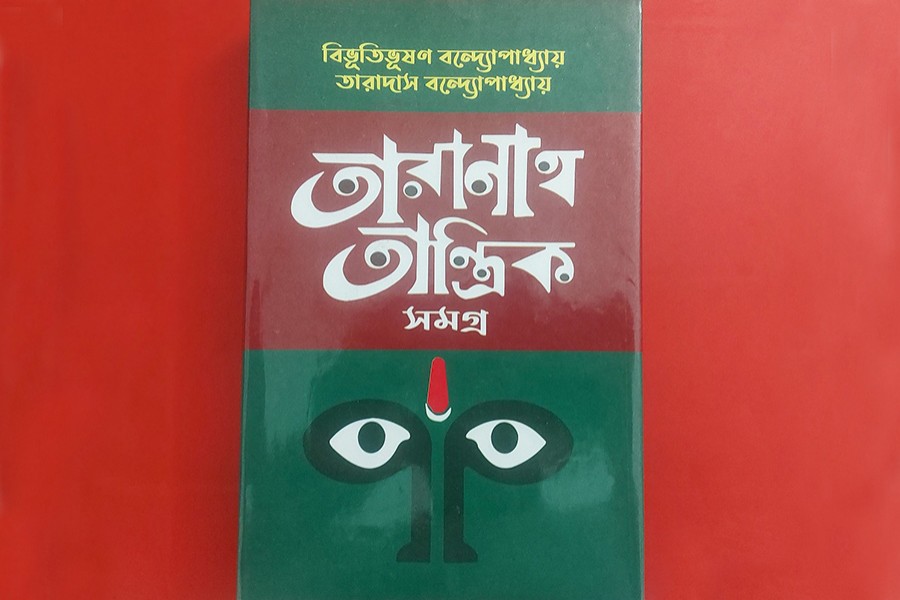 বিভূতিভূষণ বন্দ্যোপাধ্যায়
তারাদাস বন্দ্যোপাধ্যায়
তারানাথ
তান্ত্রিক
সমগ্র